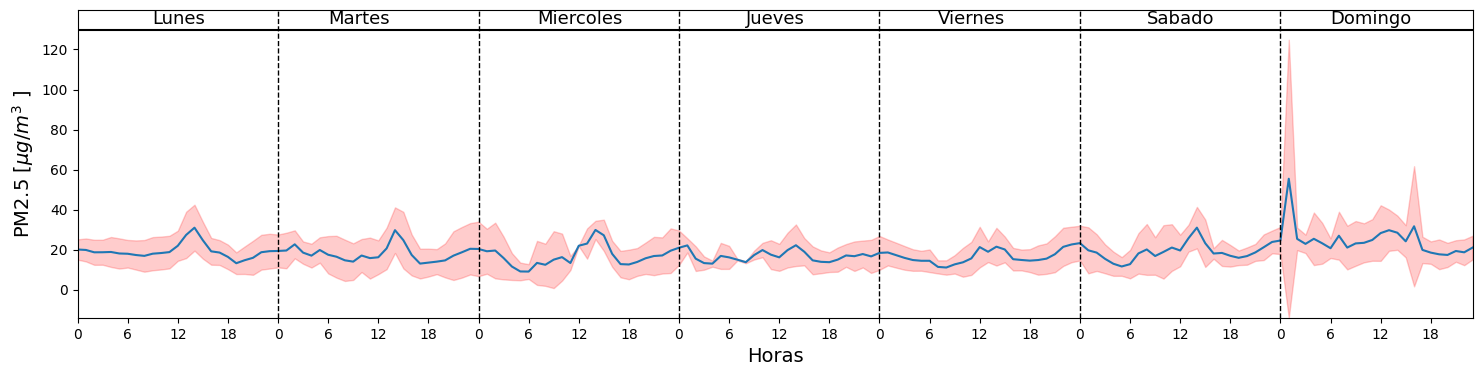 Lunes Martes Miercoles Jueves Viernes Sabado Domingo
120
100
80
60
40
20
0
PM2.5 [μg/m³ ]
0 6 12 18 0 6 12 18 0 6 12 18 0 6 12 18 0 6 12 18 0 6 12 18 0 6 12 18
Horas